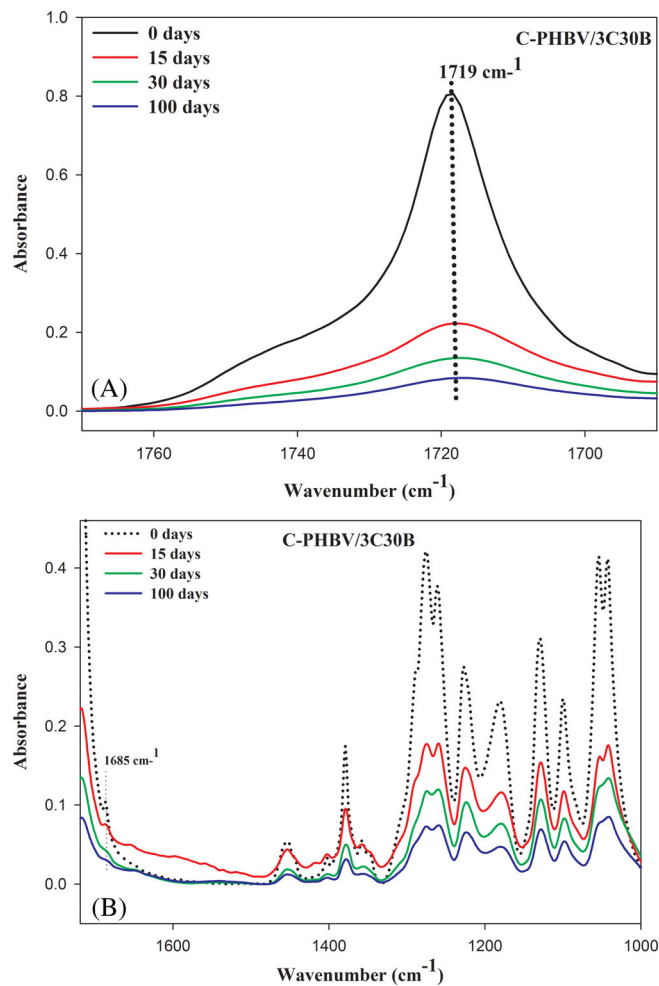 1.0
0.8
0.6
0.4
0.2
0.0
Absorbance
0 days
15 days
30 days
100 days
C-PHBV/3C30B
1719 cm-1
(A)
1760
1740
1720
1700
Wavenumber (cm-1)
0.4
0.3
0.2
0.1
0.0
Absorbance
0 days
15 days
30 days
100 days
C-PHBV/3C30B
1685 cm-1
(B)
1600
1400
1200
1000
Wavenumber (cm-1)